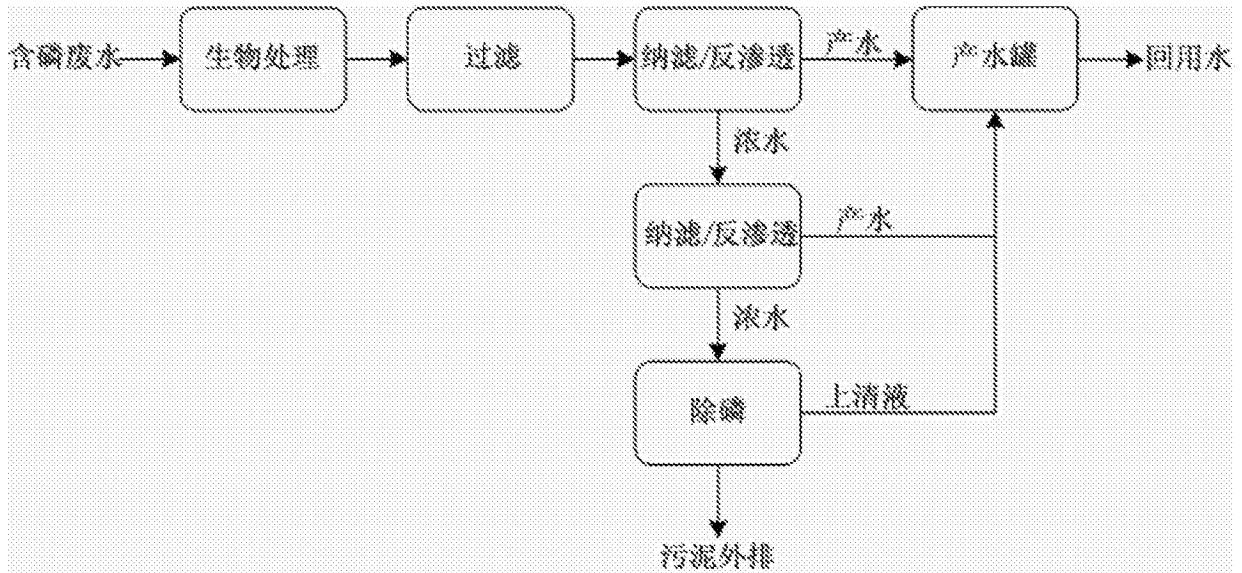 含磷废水
生物处理
过滤
纳滤/反渗透
产水
产水罐
回用水
浓水
纳滤/反渗透
产水
浓水
除磷
上清液
污泥外排